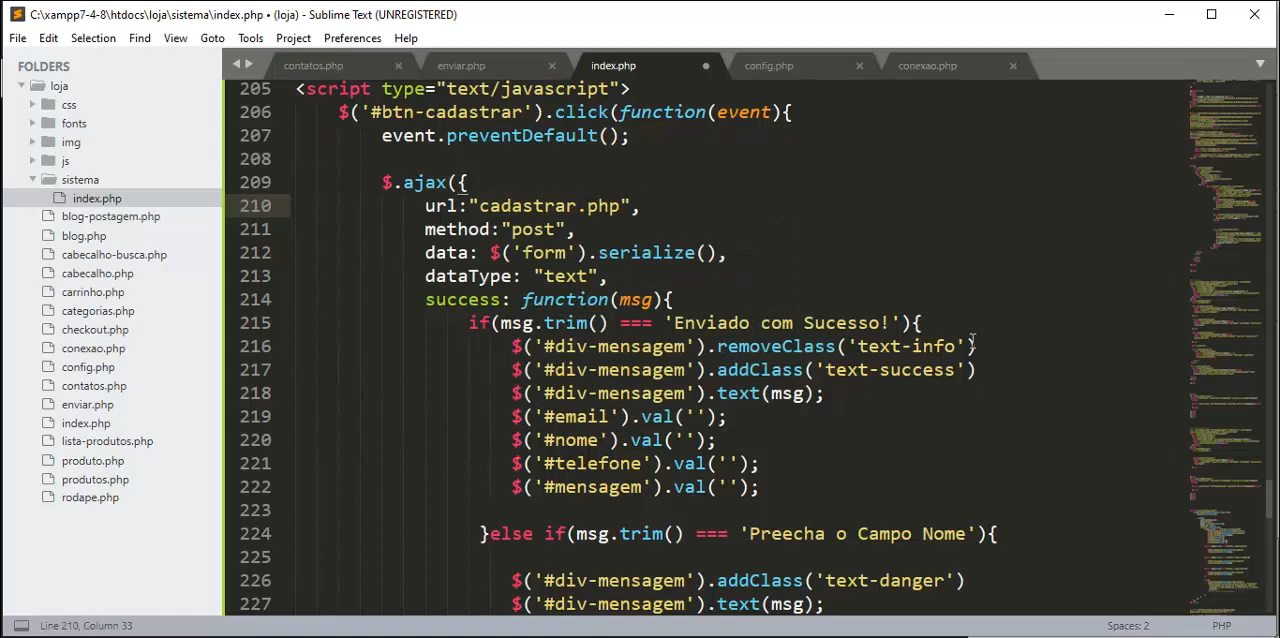 C:\xampp7-4-8\htdocs\loja\sistema\index.php • (loja) - Sublime Text (UNREGISTERED)
File Edit Selection Find View Goto Tools Project Preferences Help
FOLDERS
loja
css
fonts
img
js
sistema
index.php
blog-postagem.php
blog.php
cabecalho-busca.php
cabecalho.php
carrinho.php
categorias.php
checkout.php
conexao.php
config.php
contatos.php
enviar.php
index.php
lista-produtos.php
produto.php
produtos.php
rodape.php
contatos.php enviar.php index.php config.php conexao.php
205 <script type="text/javascript">
206 $('#btn-cadastrar').click(function(event){
207 event.preventDefault();
208
209 $.ajax({
210 url:"cadastrar.php",
211 method:"post",
212 data: $('form').serialize(),
213 dataType: "text",
214 success: function(msg){
215 if(msg.trim() === 'Enviado com Sucesso!'){
216 $('#div-mensagem').removeClass('text-info')
217 $('#div-mensagem').addClass('text-success')
218 $('#div-mensagem').text(msg);
219 $('#email').val('');
220 $('#nome').val('');
221 $('#telefone').val('');
222 $('#mensagem').val('');
223
224 }else if(msg.trim() === 'Preecha o Campo Nome'){
225
226 $('#div-mensagem').addClass('text-danger')
227 $('#div-mensagem').text(msg);
Line 210, Column 33 Spaces: 2 PHP